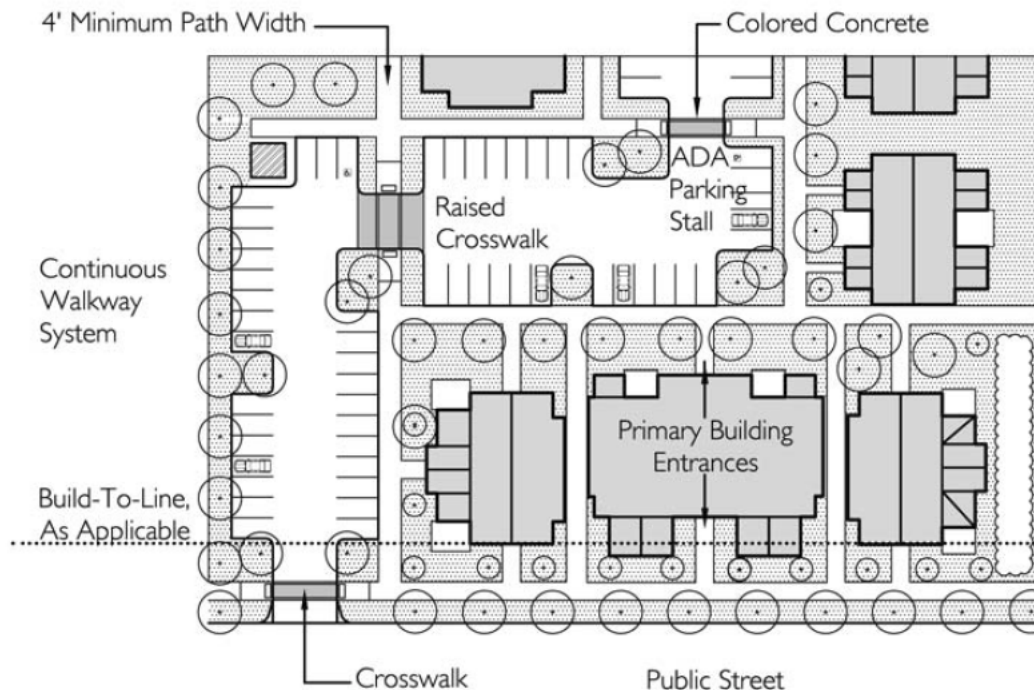 4' Minimum Path Width
Colored Concrete
ADA
Parking
Stall
Raised
Crosswalk
Continuous
Walkway
System
Primary Building
Entrances
Build-To-Line,
As Applicable
Crosswalk
Public Street